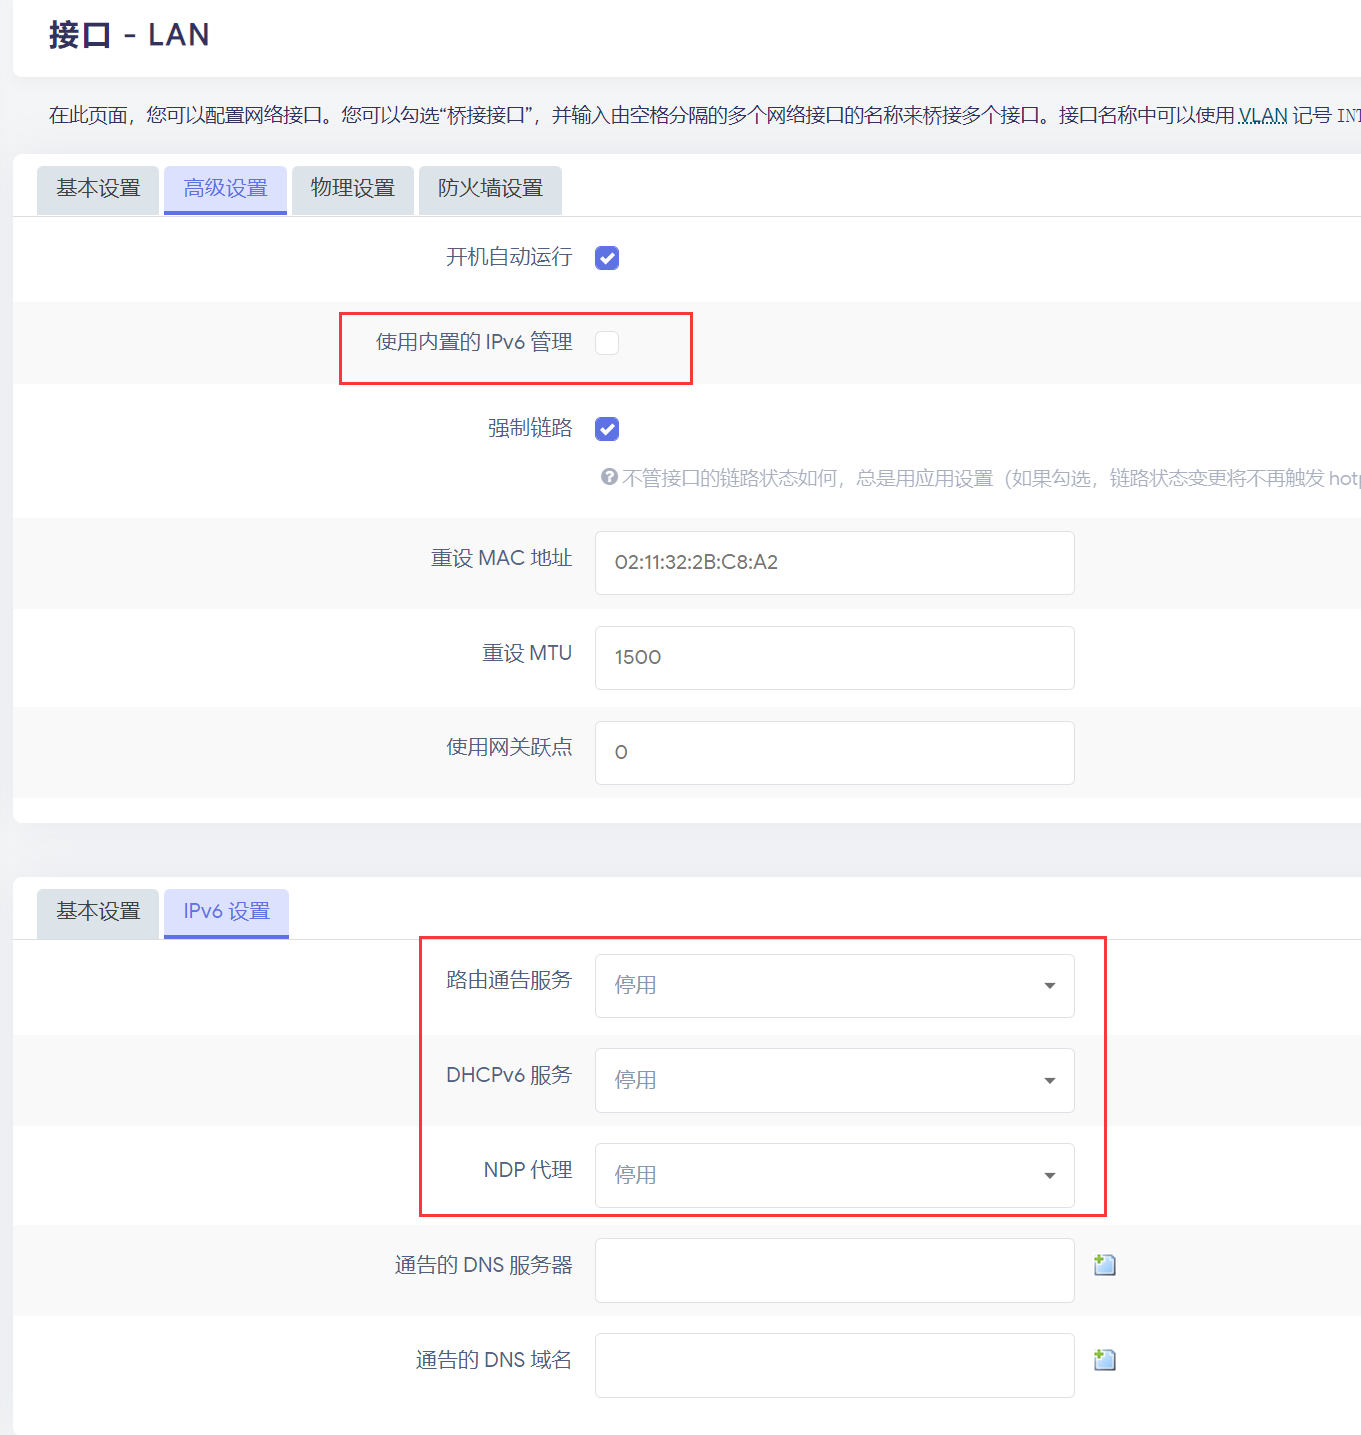 接口 - LAN
在此页面，您可以配置网络接口。您可以勾选“桥接接口”，并输入由空格分隔的多个网络接口的名称来桥接多个接口。接口名称中可以使用 VLAN 记号 INT
基本设置 高级设置 物理设置 防火墙设置
开机自动运行
使用内置的 IPv6 管理
强制链路
不管接口的链路状态如何，总是用应用设置（如果勾选，链路状态变更将不再触发 hotp
重设 MAC 地址 02:11:32:2B:C8:A2
重设 MTU 1500
使用网关跃点 0
基本设置 IPv6 设置
路由通告服务 停用
DHCPv6 服务 停用
NDP 代理 停用
通告的 DNS 服务器
通告的 DNS 域名